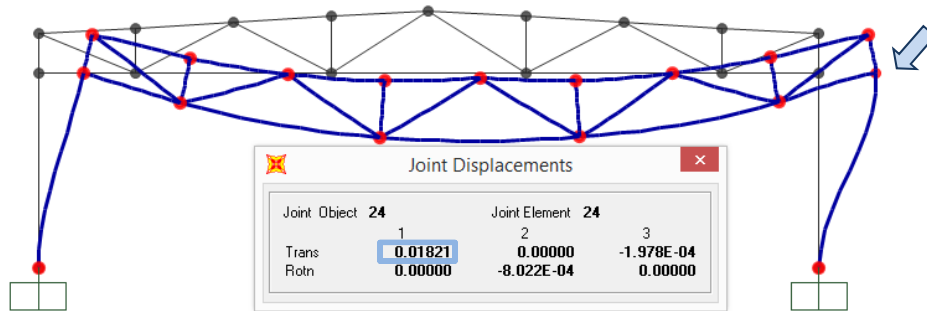 Joint Displacements
Joint Object 24 Joint Element 24
1 2 3
Trans 0.01821 0.00000 -1.978E-04
Rotn 0.00000 -8.022E-04 0.00000